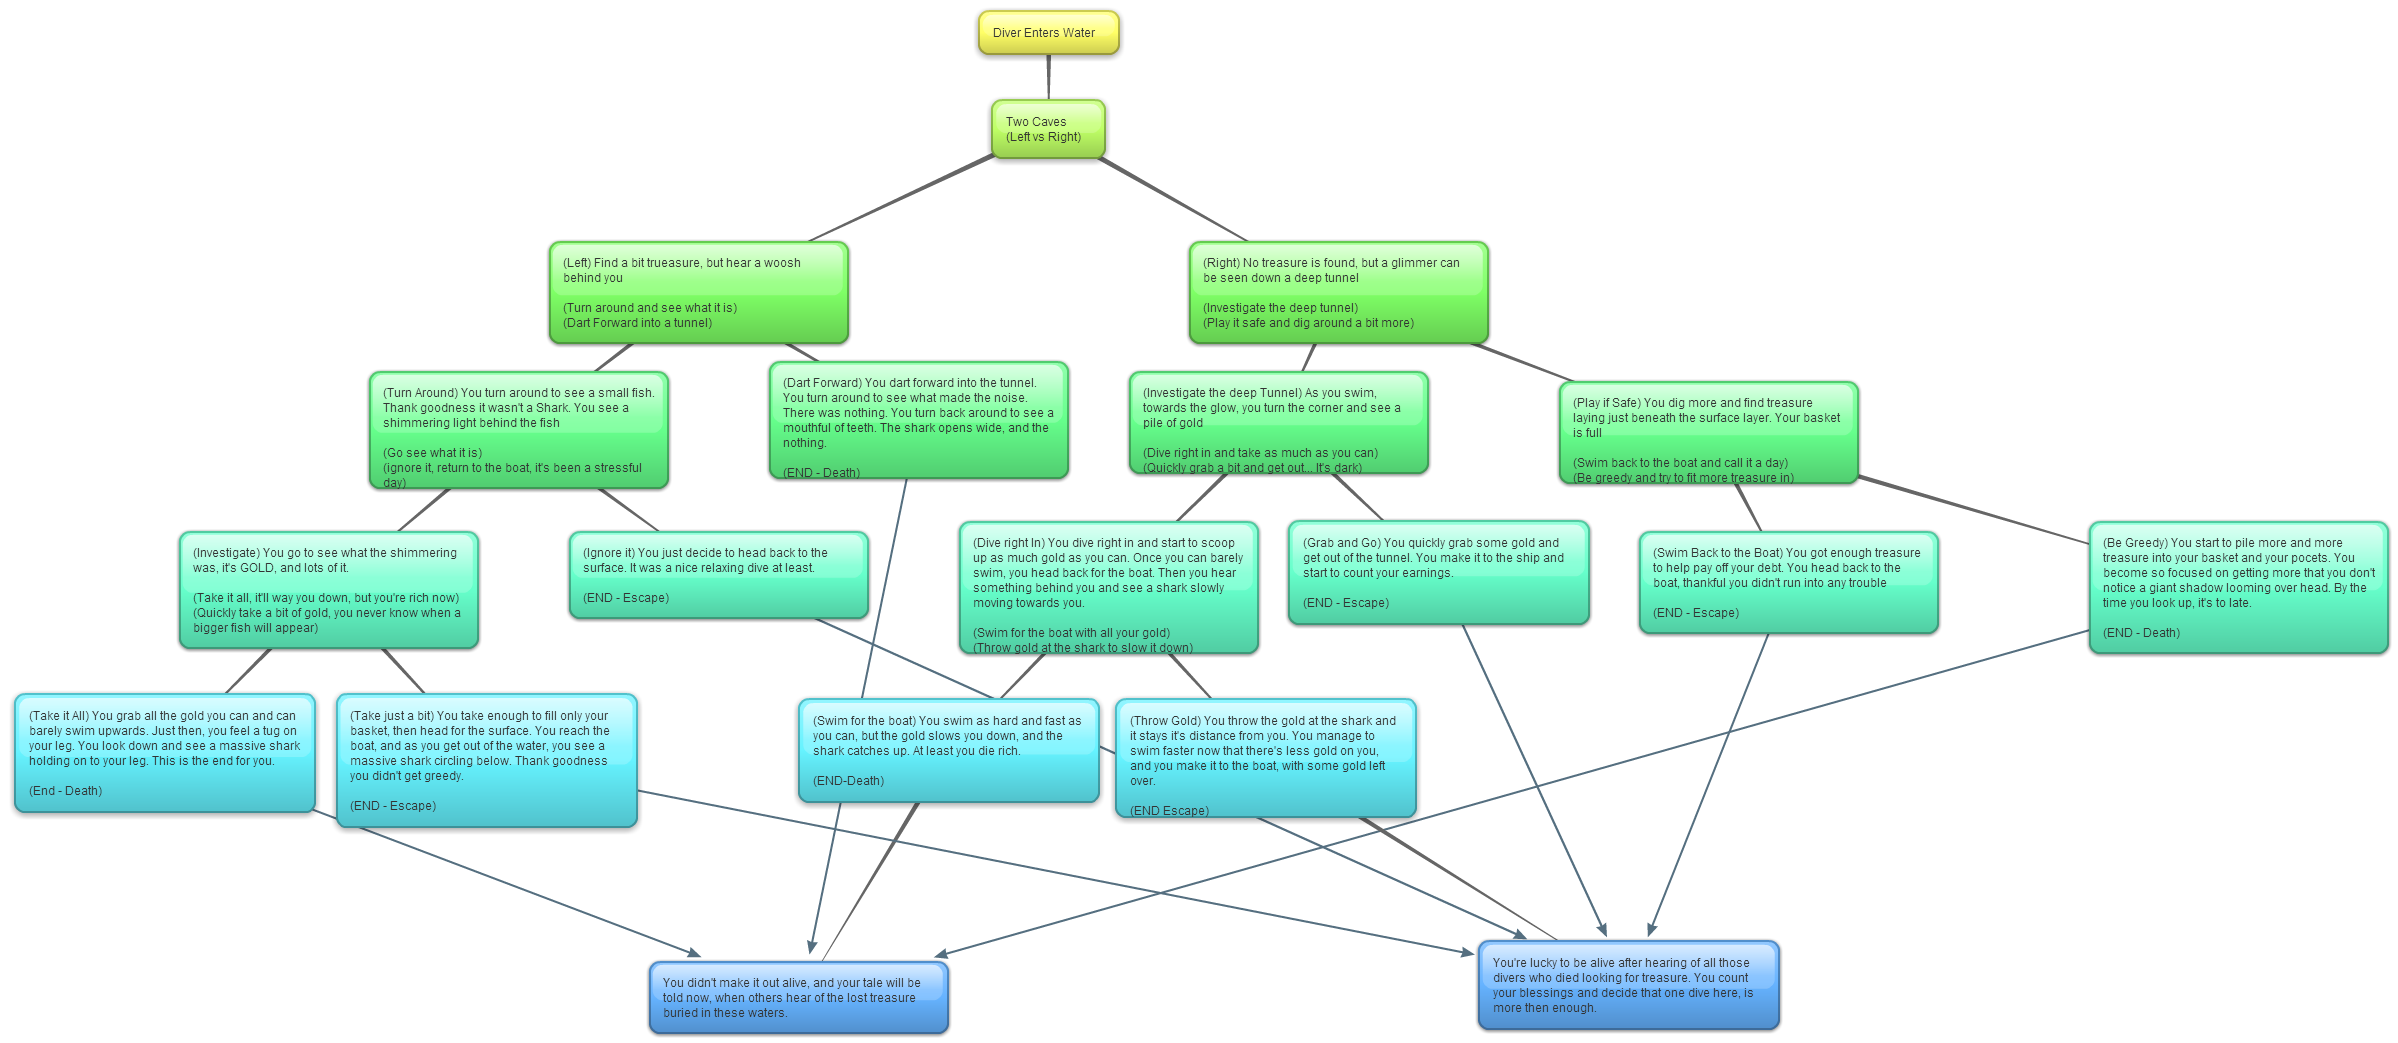 Diver Enters Water
Two Caves
(Left vs Right)
(Left) Find a bit trueasure, but hear a woosh
behind you
(Turn around and see what it is)
(Dart Forward into a tunnel)
(Right) No treasure is found, but a glimmer can
be seen down a deep tunnel
(Investigate the deep tunnel)
(Play it safe and dig around a bit more)
(Turn Around) You turn around to see a small fish.
Thank goodness it wasn't a Shark. You see a
shimmering light behind the fish
(Go see what it is)
(ignore it, return to the boat, it's been a stressful
day)
(Dart Forward) You dart forward into the tunnel.
You turn around to see what made the noise.
There was nothing. You turn back around to see a
mouthful of teeth. The shark opens wide, and the
nothing.
(END - Death)
(Investigate the deep Tunnel) As you swim,
towards the glow, you turn the corner and see a
pile of gold
(Dive right in and take as much as you can)
(Quickly grab a bit and get out... It's dark)
(Play if Safe) You dig more and find treasure
laying just beneath the surface layer. Your basket
is full
(Swim back to the boat and call it a day)
(Be greedy and try to fit more treasure in)
(Investigate) You go to see what the shimmering
was, it's GOLD, and lots of it.
(Take it all, it'll way you down, but you're rich now)
(Quickly take a bit of gold, you never know when a
bigger fish will appear)
(Ignore it) You just decide to head back to the
surface. It was a nice relaxing dive at least.
(END - Escape)
(Dive right In) You dive right in and start to scoop
up as much gold as you can. Once you can barely
swim, you head back for the boat. Then you hear
something behind you and see a shark slowly
moving towards you.
(Swim for the boat with all your gold)
(Throw gold at the shark to slow it down)
(Grab and Go) You quickly grab some gold and
get out of the tunnel. You make it to the ship and
start to count your earnings.
(END - Escape)
(Swim Back to the Boat) You got enough treasure
to help pay off your debt. You head back to the
boat, thankful you didn't run into any trouble
(END - Escape)
(Be Greedy) You start to pile more and more
treasure into your basket and your pocets. You
become so focused on getting more that you don't
notice a giant shadow looming over head. By the
time you look up, it's to late.
(END - Death)
(Take it All) You grab all the gold you can and can
barely swim upwards. Just then, you feel a tug on
your leg. You look down and see a massive shark
holding on to your leg. This is the end for you.
(End - Death)
(Take just a bit) You take enough to fill only your
basket, then head for the surface. You reach the
boat, and as you get out of the water, you see a
massive shark circling below. Thank goodness
you didn't get greedy.
(END - Escape)
(Swim for the boat) You swim as hard and fast as
you can, but the gold slows you down, and the
shark catches up. At least you die rich.
(END-Death)
(Throw Gold) You throw the gold at the shark and
it stays it's distance from you. You manage to
swim faster now that there's less gold on you,
and you make it to the boat, with some gold left
over.
(END Escape)
You didn't make it out alive, and your tale will be
told now, when others hear of the lost treasure
buried in these waters.
You're lucky to be alive after hearing of all those
divers who died looking for treasure. You count
your blessings and decide that one dive here, is
more then enough.